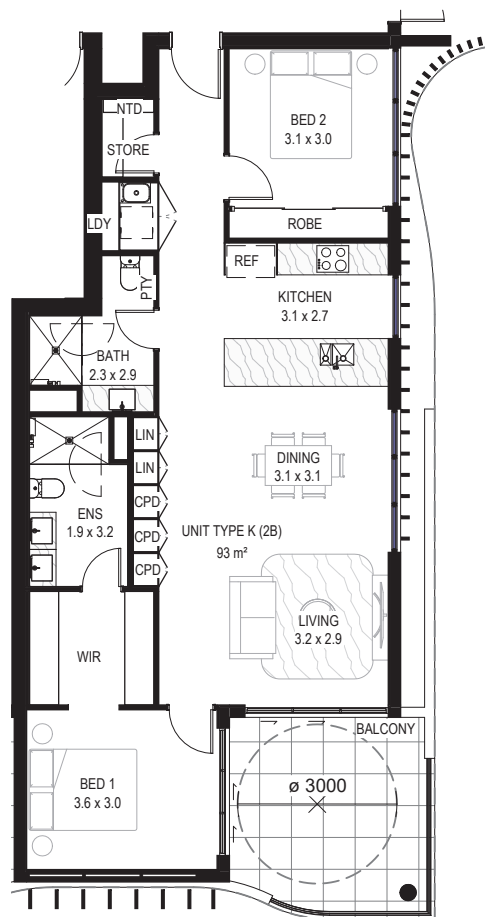 NTD
STORE
BED 2
3.1 x 3.0
LDY
ROBE
REF
PTY
KITCHEN
3.1 x 2.7
BATH
2.3 x 2.9
LIN
LIN
CPD
CPD
CPD
DINING
3.1 x 3.1
ENS
1.9 x 3.2
UNIT TYPE K (2B)
93 m²
LIVING
3.2 x 2.9
WIR
BALCONY
BED 1
3.6 x 3.0
ø 3000